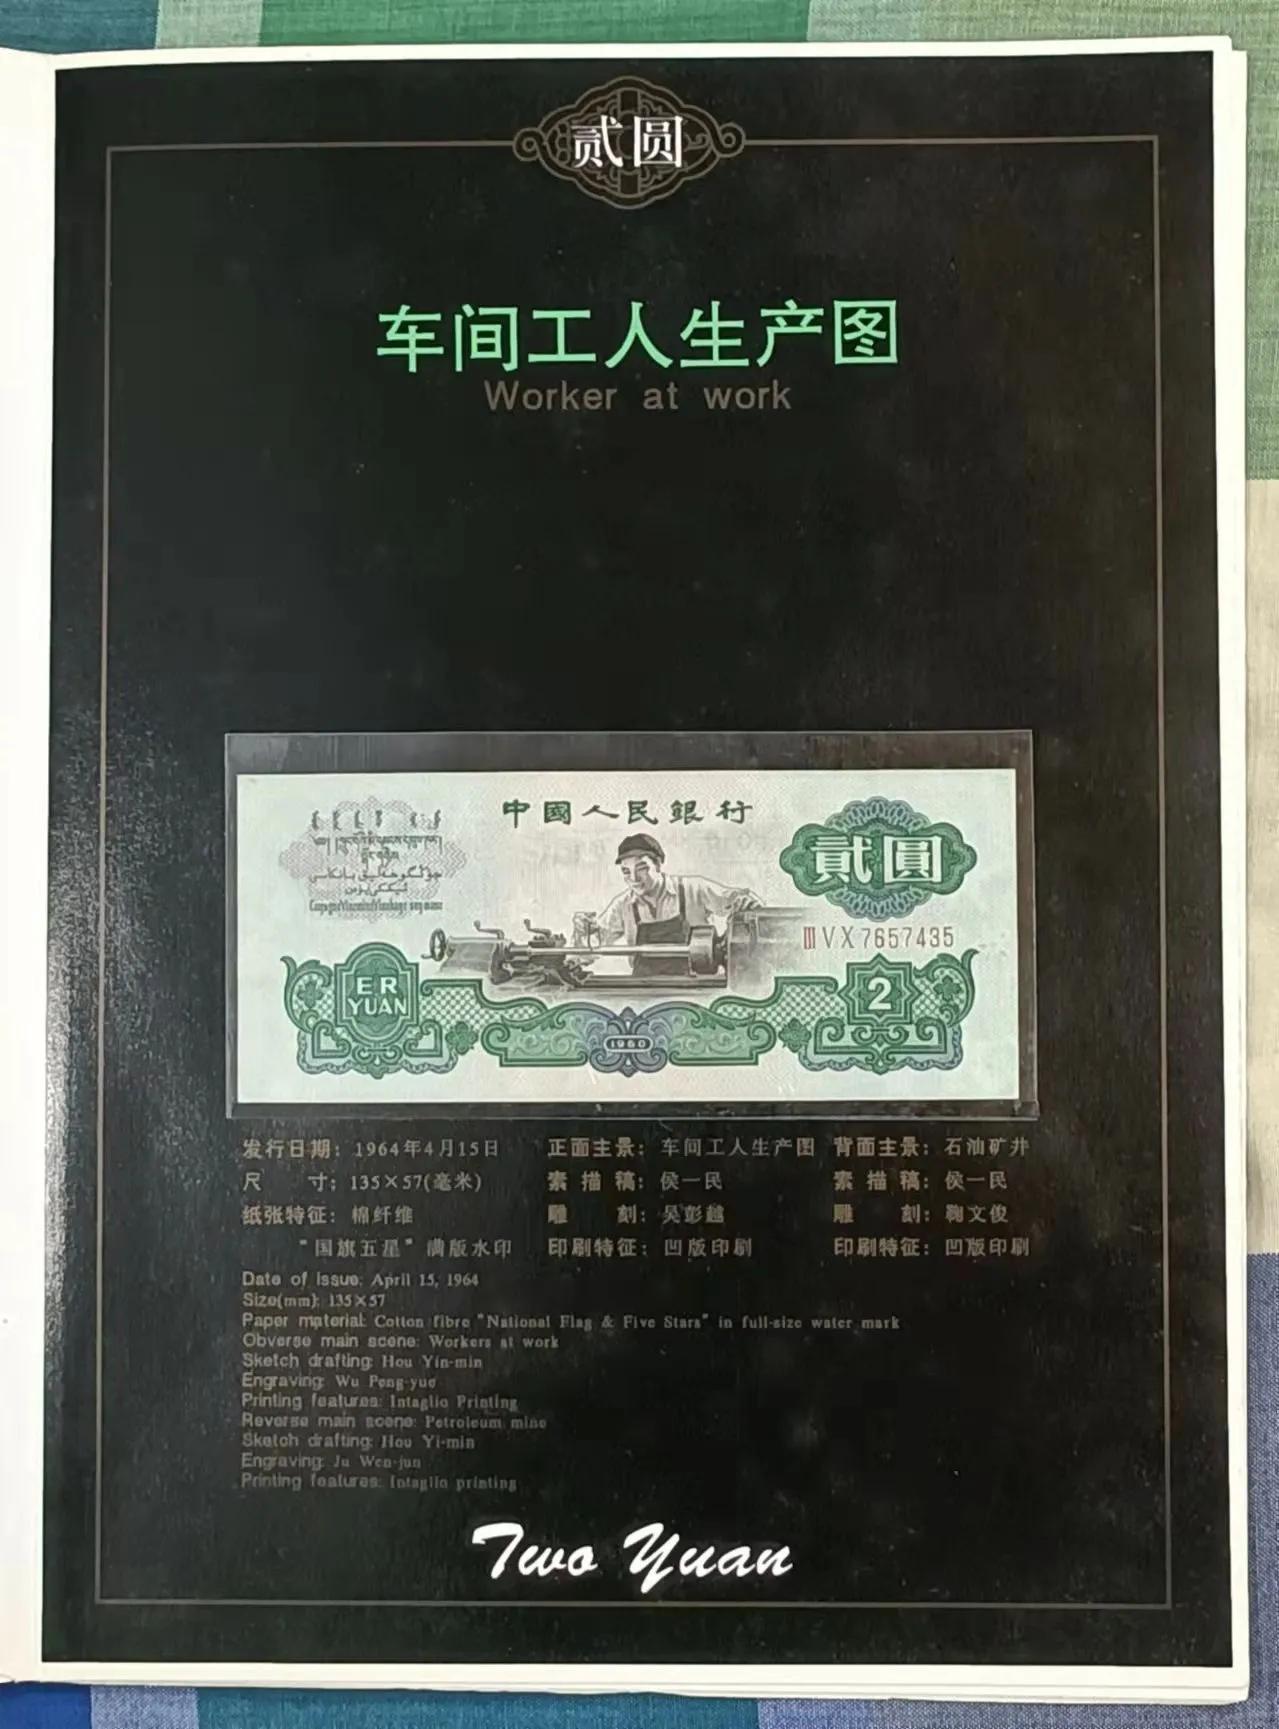 贰圆
车间工人生产图
Worker at work
中國人民銀行
貳圓
ⅢⅤⅩ7657435
ER
YUAN
2
1960
发行日期：1964年4月15日
尺 寸：135×57(毫米)
纸张特征：棉纤维
“国旗五星”满版水印
正面主景：车间工人生产图
素 描 稿：侯一民
雕 刻：吴彭越
印刷特征：凹版印刷
背面主景：石油矿井
素 描 稿：侯一民
雕 刻：鞠文俊
印刷特征：凹版印刷
Date of issue: April 15, 1964
Size(mm): 135×57
Paper material: Cotton fibre "National Flag & Five Stars" in full-size water mark
Obverse main scene: Workers at work
Sketch drafting: Hou Yin-min
Engraving: Wu Peng-yue
Printing features: Intaglio Printing
Reverse main scene: Petroleum mine
Sketch drafting: Hou Yi-min
Engraving: Ju Wen-jun
Printing features: Intaglio printing
Two Yuan